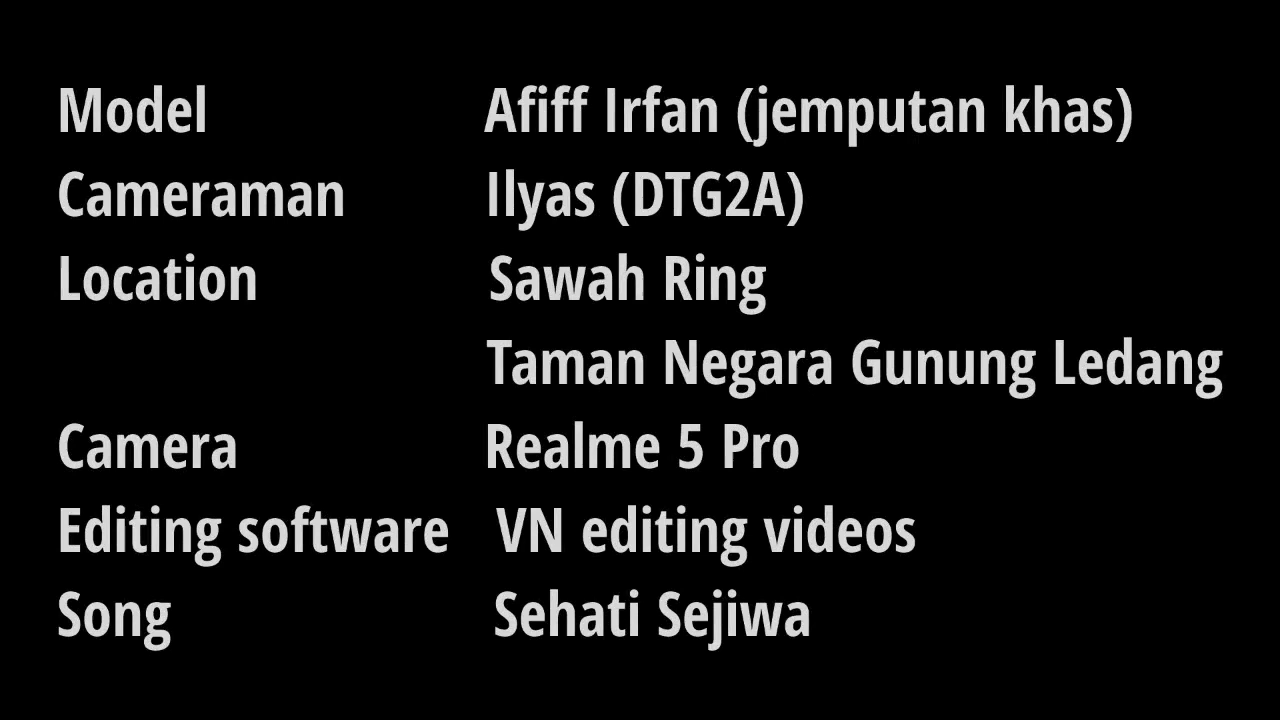 Model Afiff Irfan (jemputan khas)
Cameraman Ilyas (DTG2A)
Location Sawah Ring
Taman Negara Gunung Ledang
Camera Realme 5 Pro
Editing software VN editing videos
Song Sehati Sejiwa